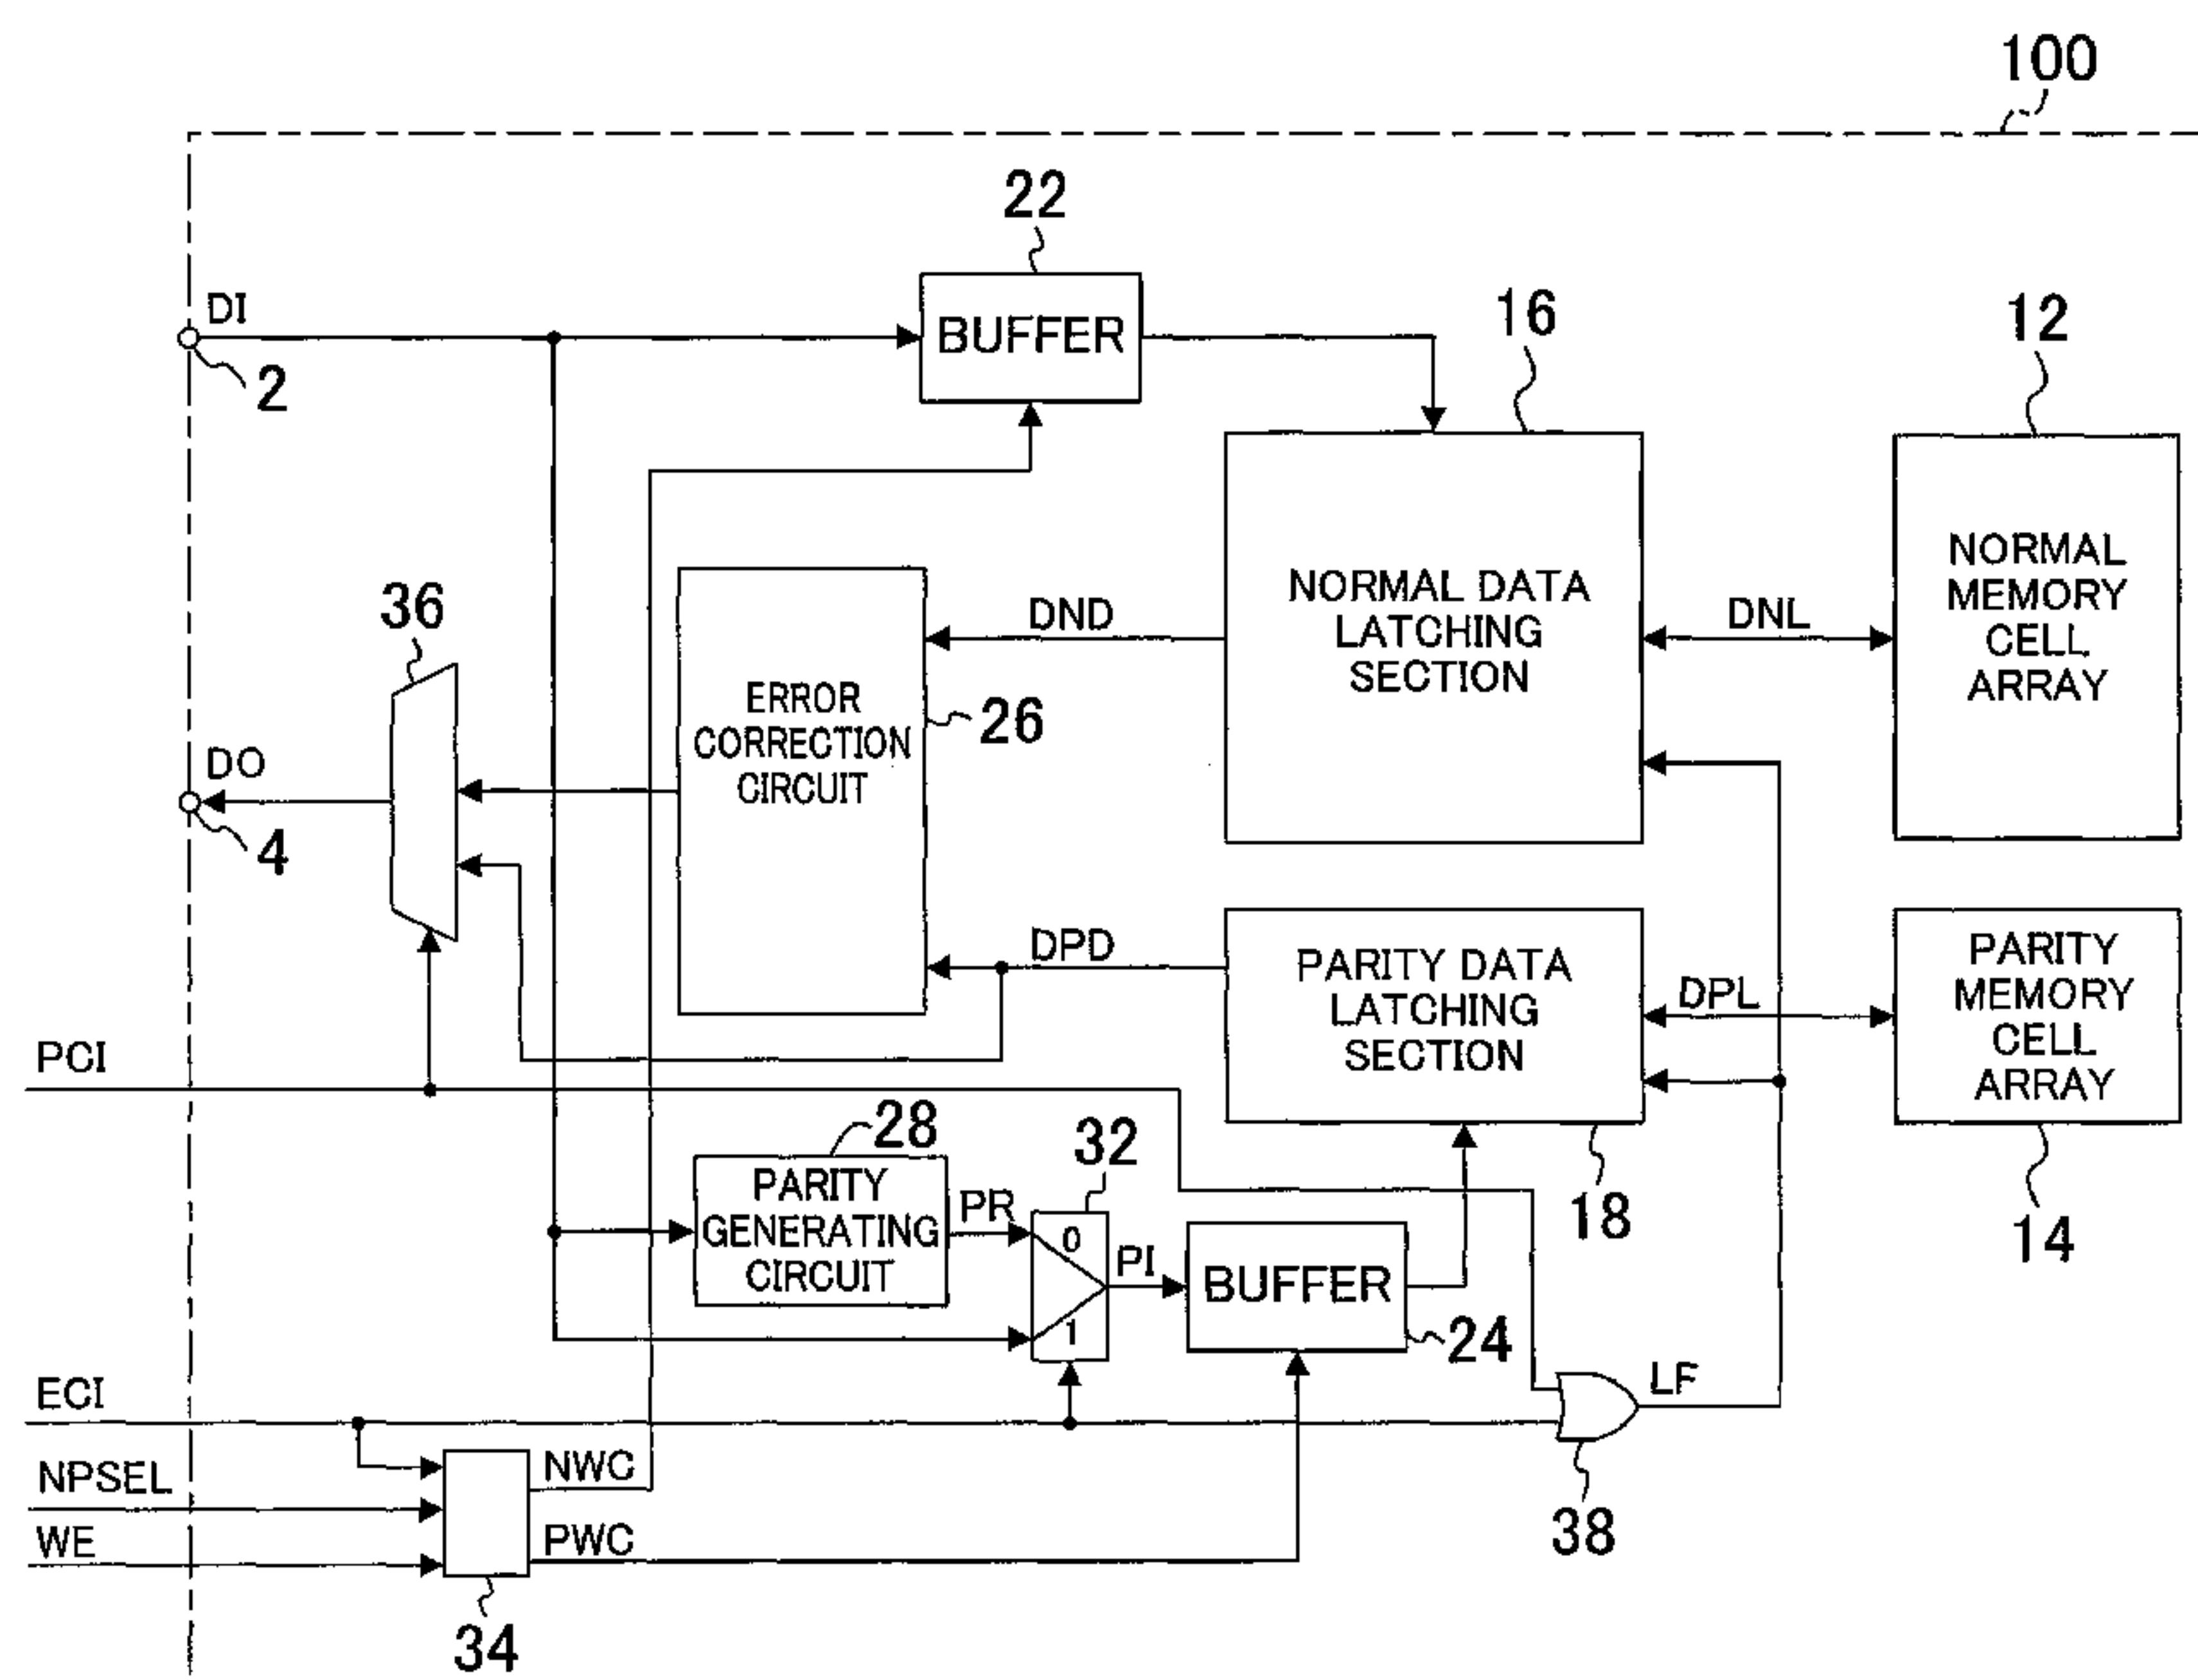 100
22
DI
BUFFER
2
16
12
NORMAL DATA
LATCHING
SECTION
NORMAL
MEMORY
CELL
ARRAY
DND
DNL
36
ERROR
CORRECTION
CIRCUIT
26
DO
4
DPD
PARITY DATA
LATCHING
SECTION
DPL
PARITY
MEMORY
CELL
ARRAY
PCI
28
32
PARITY
GENERATING
CIRCUIT
PR
0
1
PI
BUFFER
24
18
14
ECI
LF
NPSEL
NWC
WE
PWC
34
38